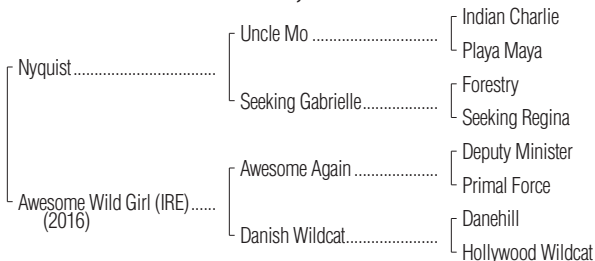 Indian Charlie
Uncle Mo ..............................
Playa Maya
Nyquist..................................
Forestry
Seeking Gabrielle..................
Seeking Regina
Deputy Minister
Awesome Again ....................
Primal Force
Awesome Wild Girl (IRE)......
(2016)
Danehill
Danish Wildcat......................
Hollywood Wildcat